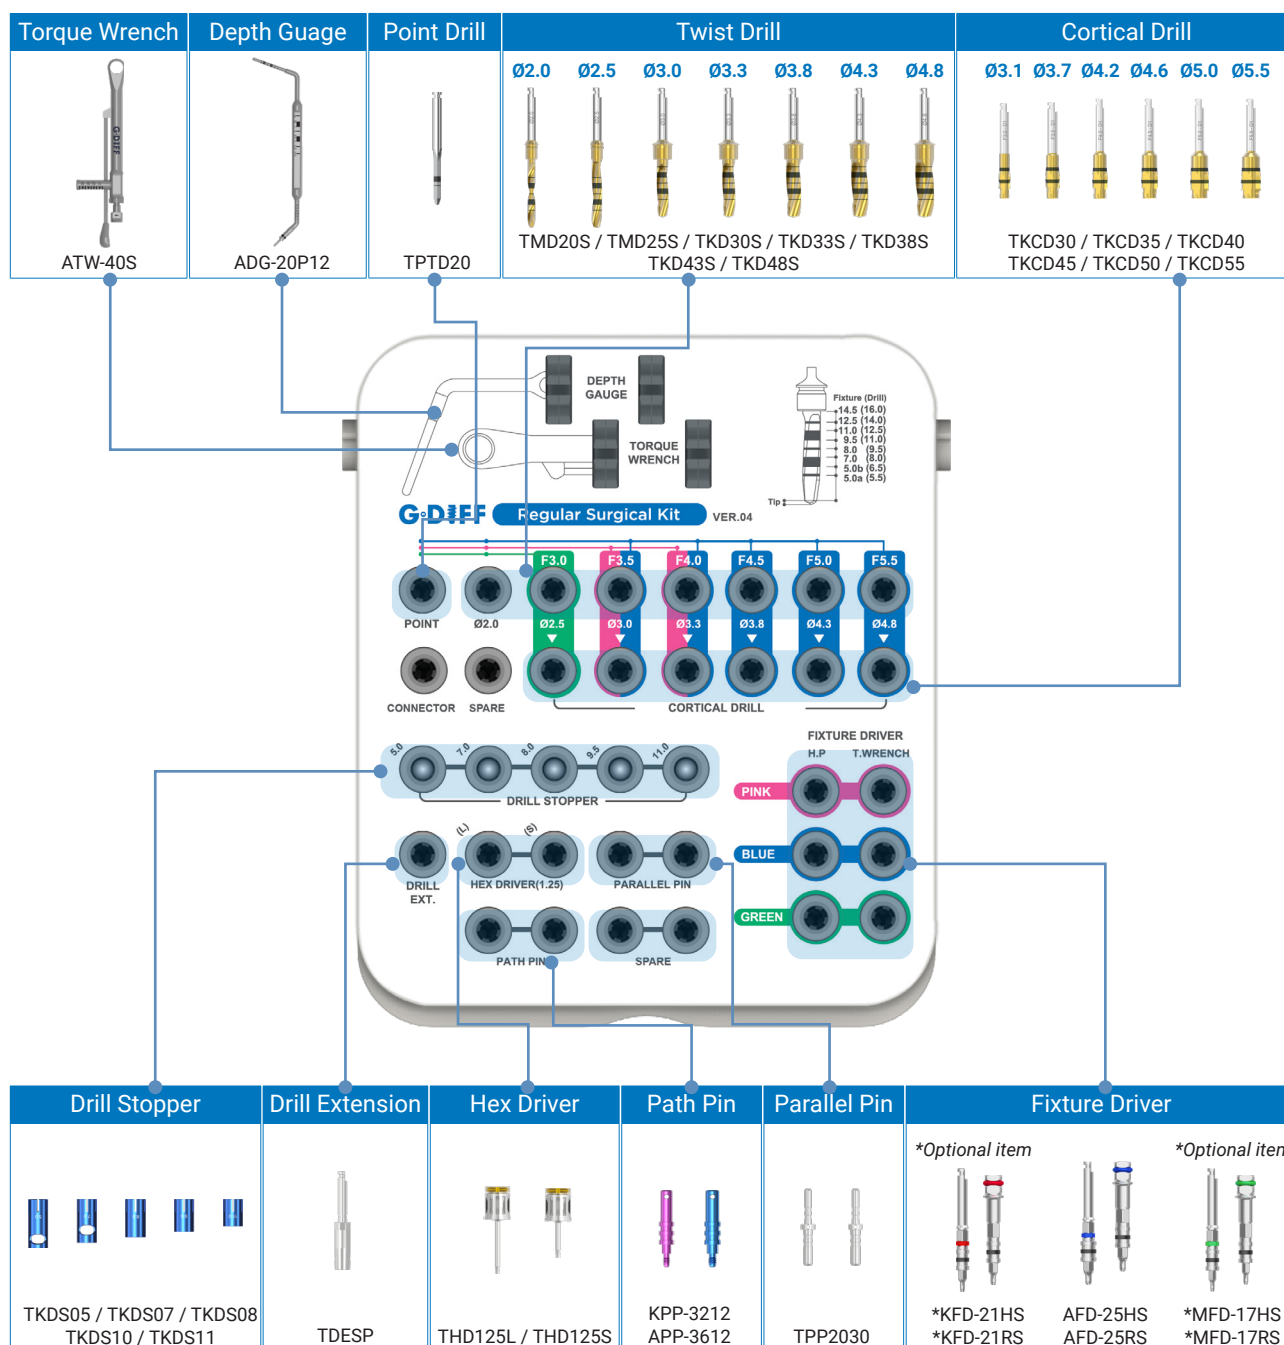 Torque Wrench
Depth Guage
Point Drill
Twist Drill
Cortical Drill
Ø2.0 Ø2.5 Ø3.0 Ø3.3 Ø3.8 Ø4.3 Ø4.8
Ø3.1 Ø3.7 Ø4.2 Ø4.6 Ø5.0 Ø5.5
G·DIFF
ATW-40S
ADG-20P12
TPTD20
TMD20S / TMD25S / TKD30S / TKD33S / TKD38S
TKD43S / TKD48S
TKCD30 / TKCD35 / TKCD40
TKCD45 / TKCD50 / TKCD55
DEPTH
GAUGE
TORQUE
WRENCH
Fixture (Drill)
14.5 (16.0)
12.5 (14.0)
11.0 (12.5)
9.5 (11.0)
8.0 (9.5)
7.0 (8.0)
5.0b (6.5)
5.0a (5.5)
Tip
G·DIFF Regular Surgical Kit VER.04
F3.0 F3.5 F4.0 F4.5 F5.0 F5.5
POINT Ø2.0 Ø2.5 Ø3.0 Ø3.3 Ø3.8 Ø4.3 Ø4.8
CONNECTOR SPARE CORTICAL DRILL
5.0 7.0 8.0 9.5 11.0
DRILL STOPPER
FIXTURE DRIVER
H.P T.WRENCH
PINK
BLUE
GREEN
(L) (S)
DRILL
EXT.
HEX DRIVER(1.25)
PARALLEL PIN
PATH PIN
SPARE
Drill Stopper
Drill Extension
Hex Driver
Path Pin
Parallel Pin
Fixture Driver
*Optional item
*Optional item
TKDS05 / TKDS07 / TKDS08
TKDS10 / TKDS11
TDESP
THD125L / THD125S
KPP-3212
APP-3612
TPP2030
*KFD-21HS
*KFD-21RS
AFD-25HS
AFD-25RS
*MFD-17HS
*MFD-17RS